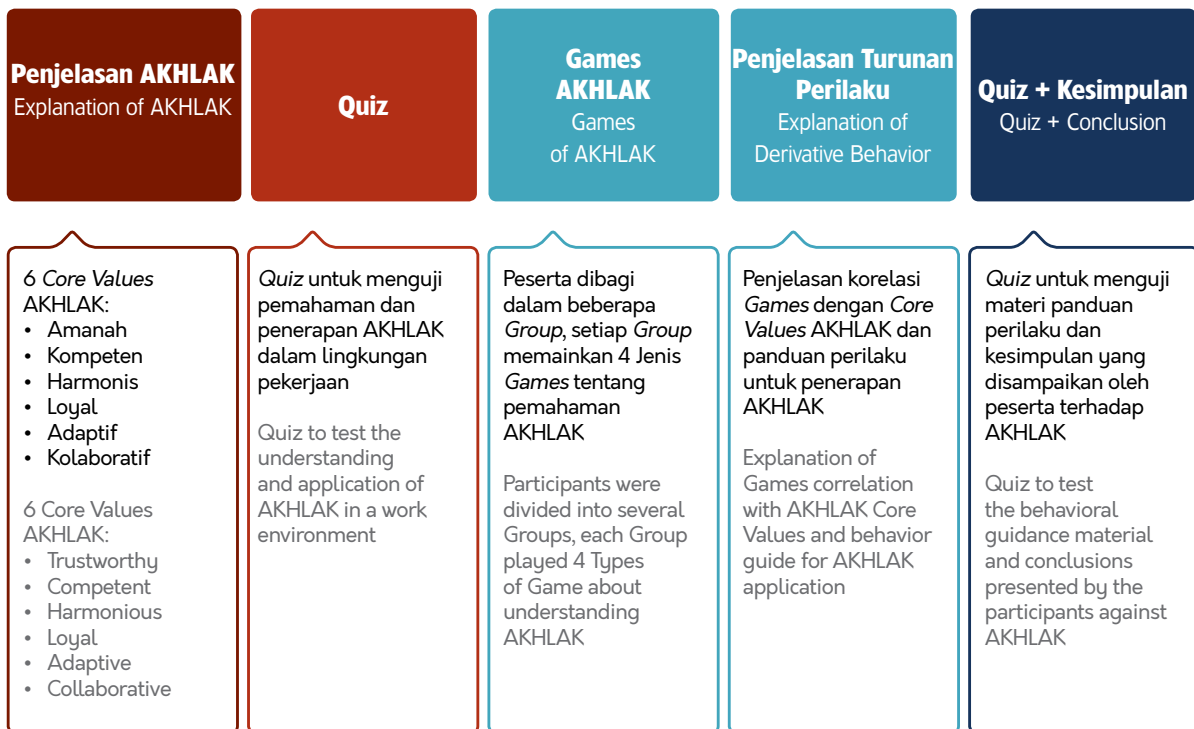 Penjelasan AKHLAK
Explanation of AKHLAK
Quiz
Games
AKHLAK
Games
of AKHLAK
Penjelasan Turunan
Perilaku
Explanation of
Derivative Behavior
Quiz + Kesimpulan
Quiz + Conclusion
6 Core Values
AKHLAK:
• Amanah
• Kompeten
• Harmonis
• Loyal
• Adaptif
• Kolaboratif
6 Core Values
AKHLAK:
• Trustworthy
• Competent
• Harmonious
• Loyal
• Adaptive
• Collaborative
Quiz untuk menguji
pemahaman dan
penerapan AKHLAK
dalam lingkungan
pekerjaan
Quiz to test the
understanding
and application of
AKHLAK in a work
environment
Peserta dibagi
dalam beberapa
Group, setiap Group
memainkan 4 Jenis
Games tentang
pemahaman
AKHLAK
Participants were
divided into several
Groups, each Group
played 4 Types
of Game about
understanding
AKHLAK
Penjelasan korelasi
Games dengan Core
Values AKHLAK dan
panduan perilaku
untuk penerapan
AKHLAK
Explanation of
Games correlation
with AKHLAK Core
Values and behavior
guide for AKHLAK
application
Quiz untuk menguji
materi panduan
perilaku dan
kesimpulan yang
disampaikan oleh
peserta terhadap
AKHLAK
Quiz to test
the behavioral
guidance material
and conclusions
presented by the
participants against
AKHLAK